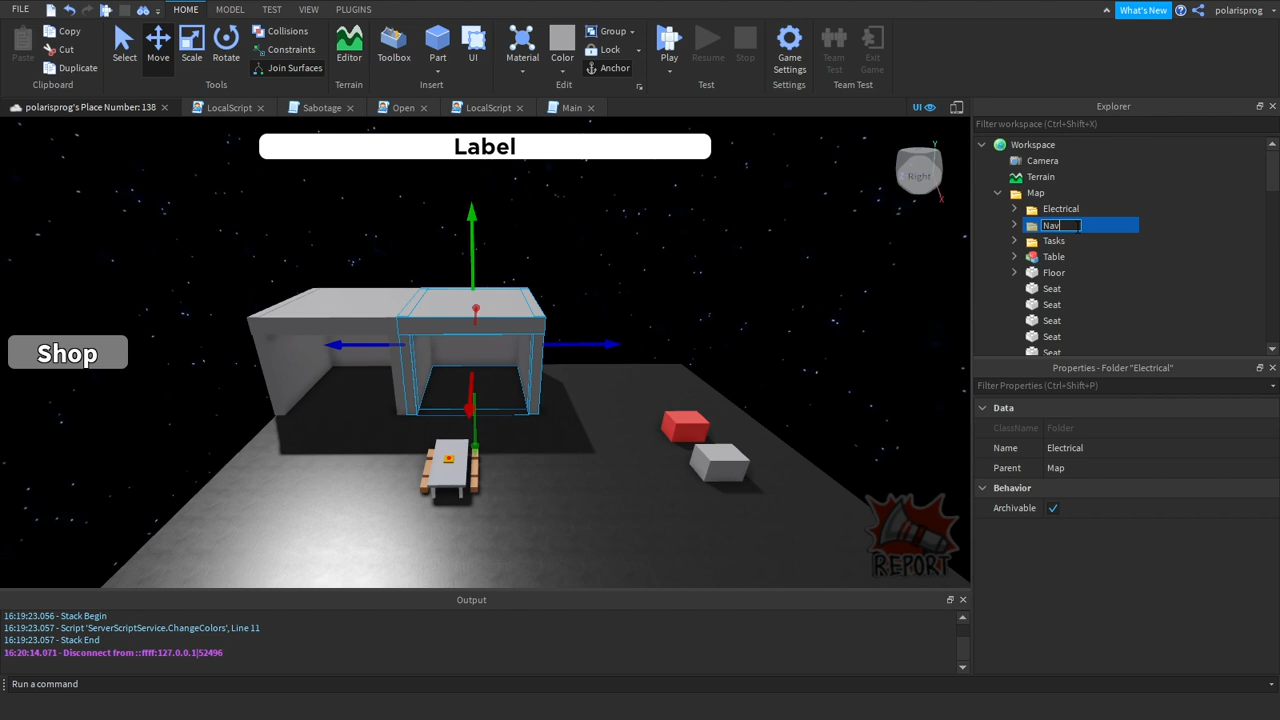 FILE HOME MODEL TEST VIEW PLUGINS What's New polarisprog
Paste Copy Cut Duplicate Select Move Scale Rotate Collisions Constraints Join Surfaces Editor Toolbox Part UI Material Color Group Lock Anchor Play Resume Stop Game Settings Team Test Exit Game
Clipboard Tools Terrain Insert Edit Test Settings Team Test
polarisprog's Place Number: 138 LocalScript Sabotage Open LocalScript Main UI
Label
Right
Y
X
Shop
REPORT
Output
16:19:23.056 - Stack Begin
16:19:23.057 - Script 'ServerScriptService.ChangeColors', Line 11
16:19:23.057 - Stack End
16:20:14.071 - Disconnect from ::ffff:127.0.0.1|52496
Run a command
Explorer
Filter workspace (Ctrl+Shift+X)
Workspace
Camera
Terrain
Map
Electrical
Nav
Tasks
Table
Floor
Seat
Seat
Seat
Seat
Seat
Properties - Folder "Electrical"
Filter Properties (Ctrl+Shift+P)
Data
ClassName Folder
Name Electrical
Parent Map
Behavior
Archivable